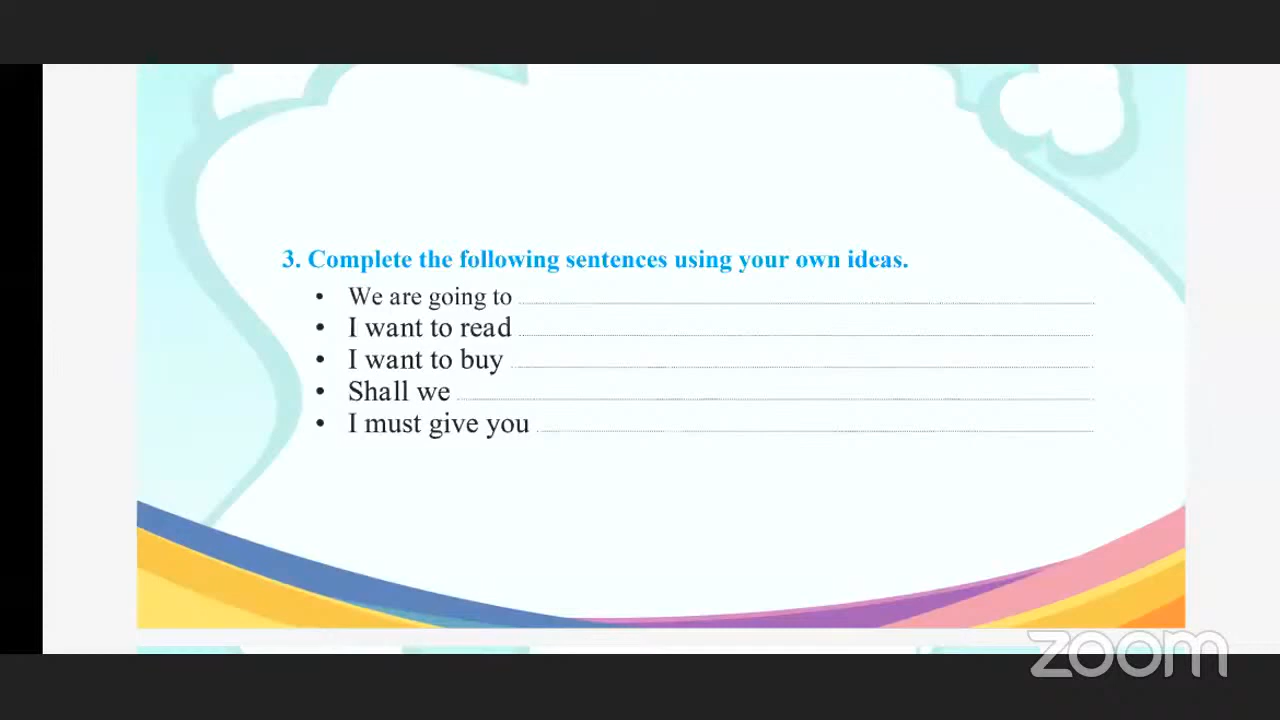 3. Complete the following sentences using your own ideas.
• We are going to ................................
• I want to read ................................
• I want to buy ................................
• Shall we ................................
• I must give you ................................
zoom